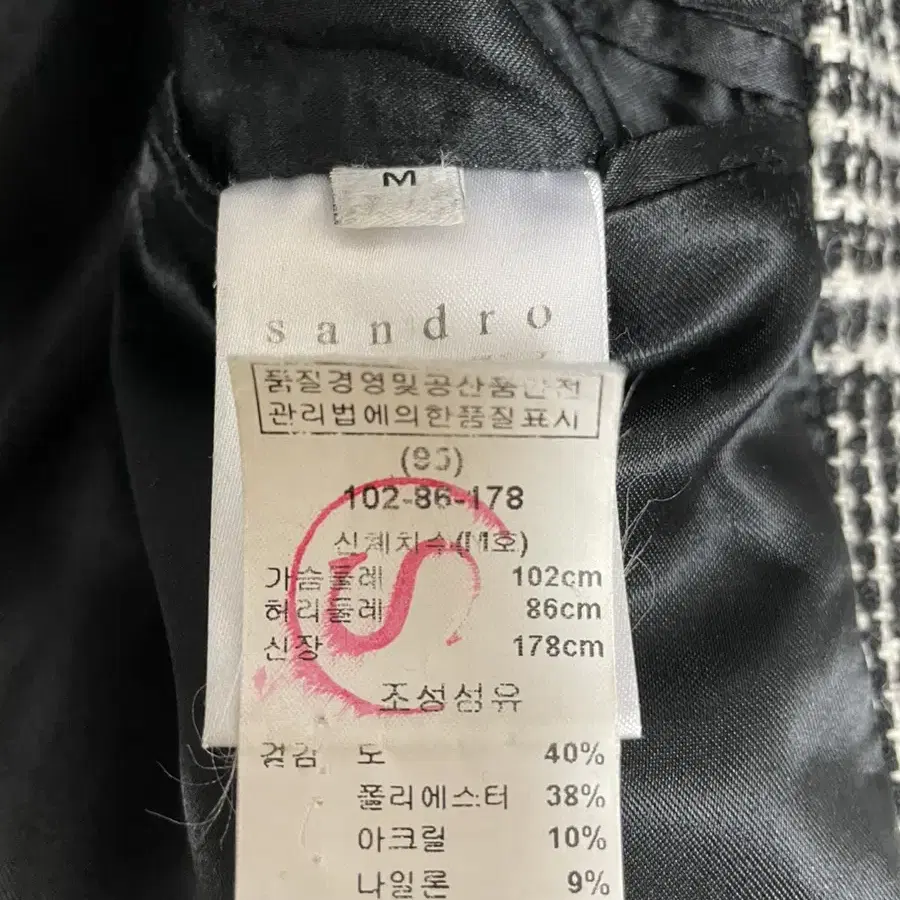 M
sandro
품질경영및공산품안전
관리법에의한품질표시
(95)
102-86-178
신체치수(M호)
가슴둘레 102cm
허리둘레 86cm
신장 178cm
조성섬유
겉감 모 40%
폴리에스터 38%
아크릴 10%
나일론 9%